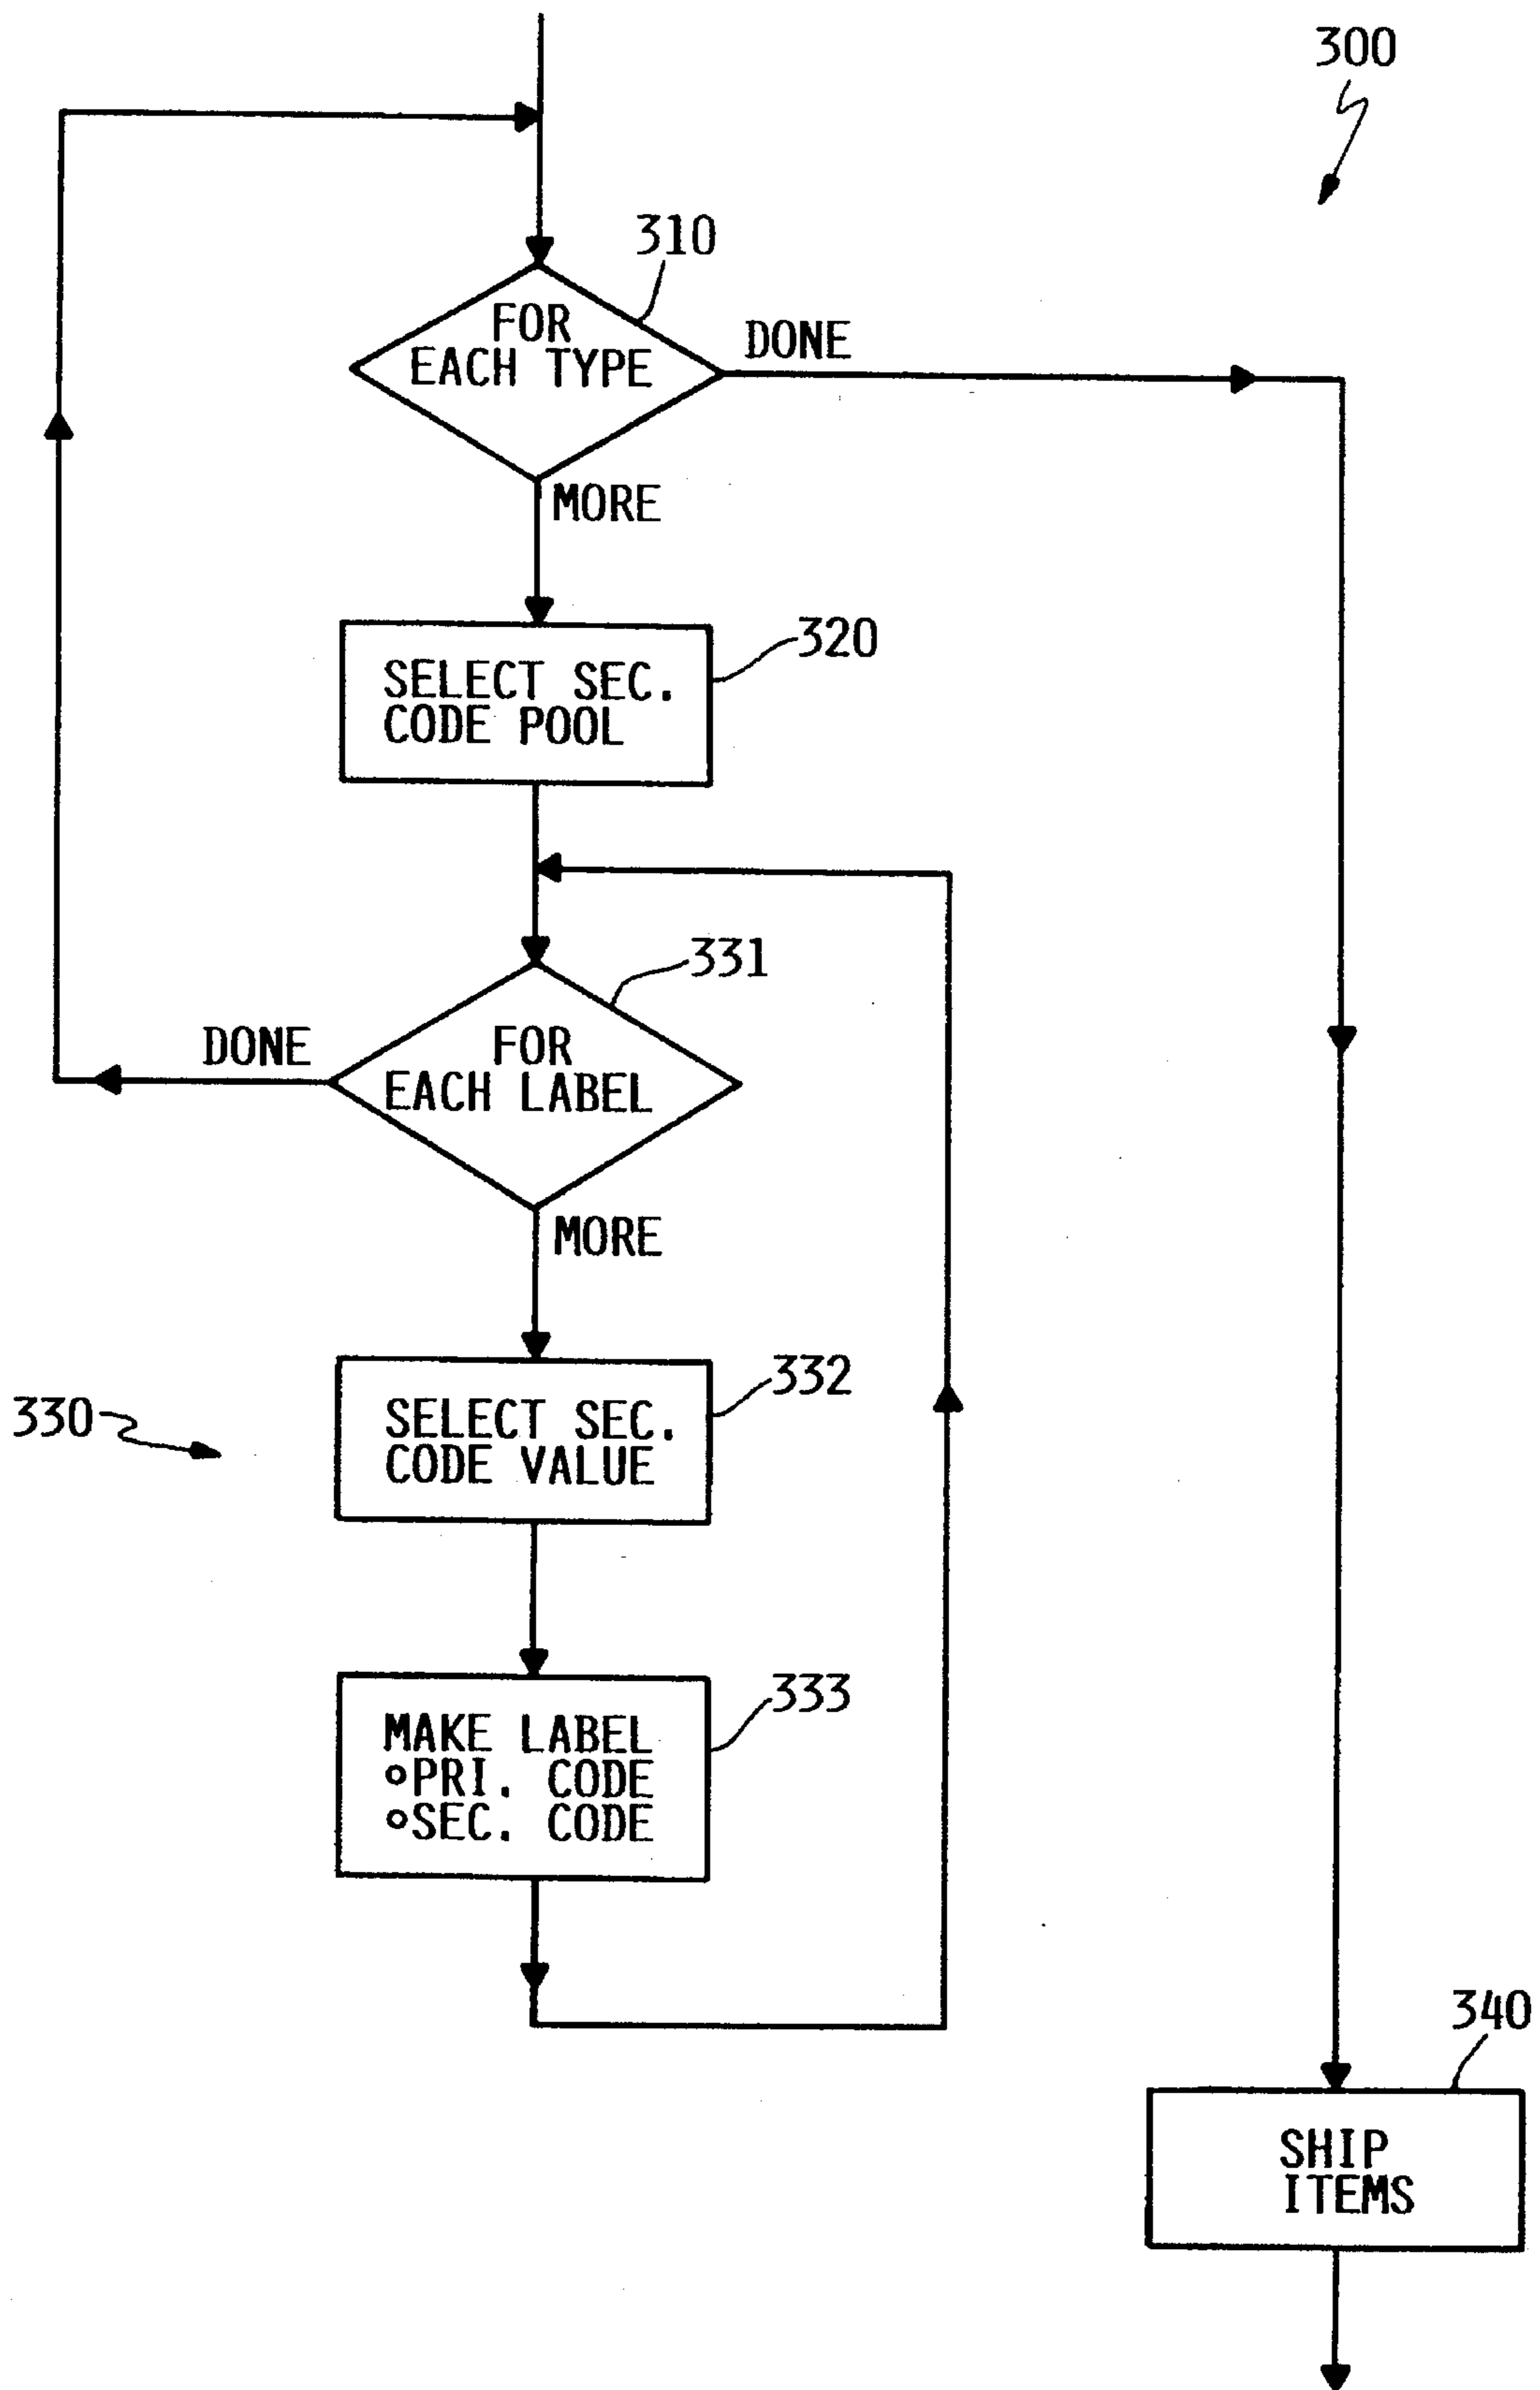 300
310
FOR
EACH TYPE
DONE
MORE
320
SELECT SEC.
CODE POOL
331
DONE
FOR
EACH LABEL
MORE
332
330
SELECT SEC.
CODE VALUE
333
MAKE LABEL
∘PRI. CODE
∘SEC. CODE
340
SHIP
ITEMS